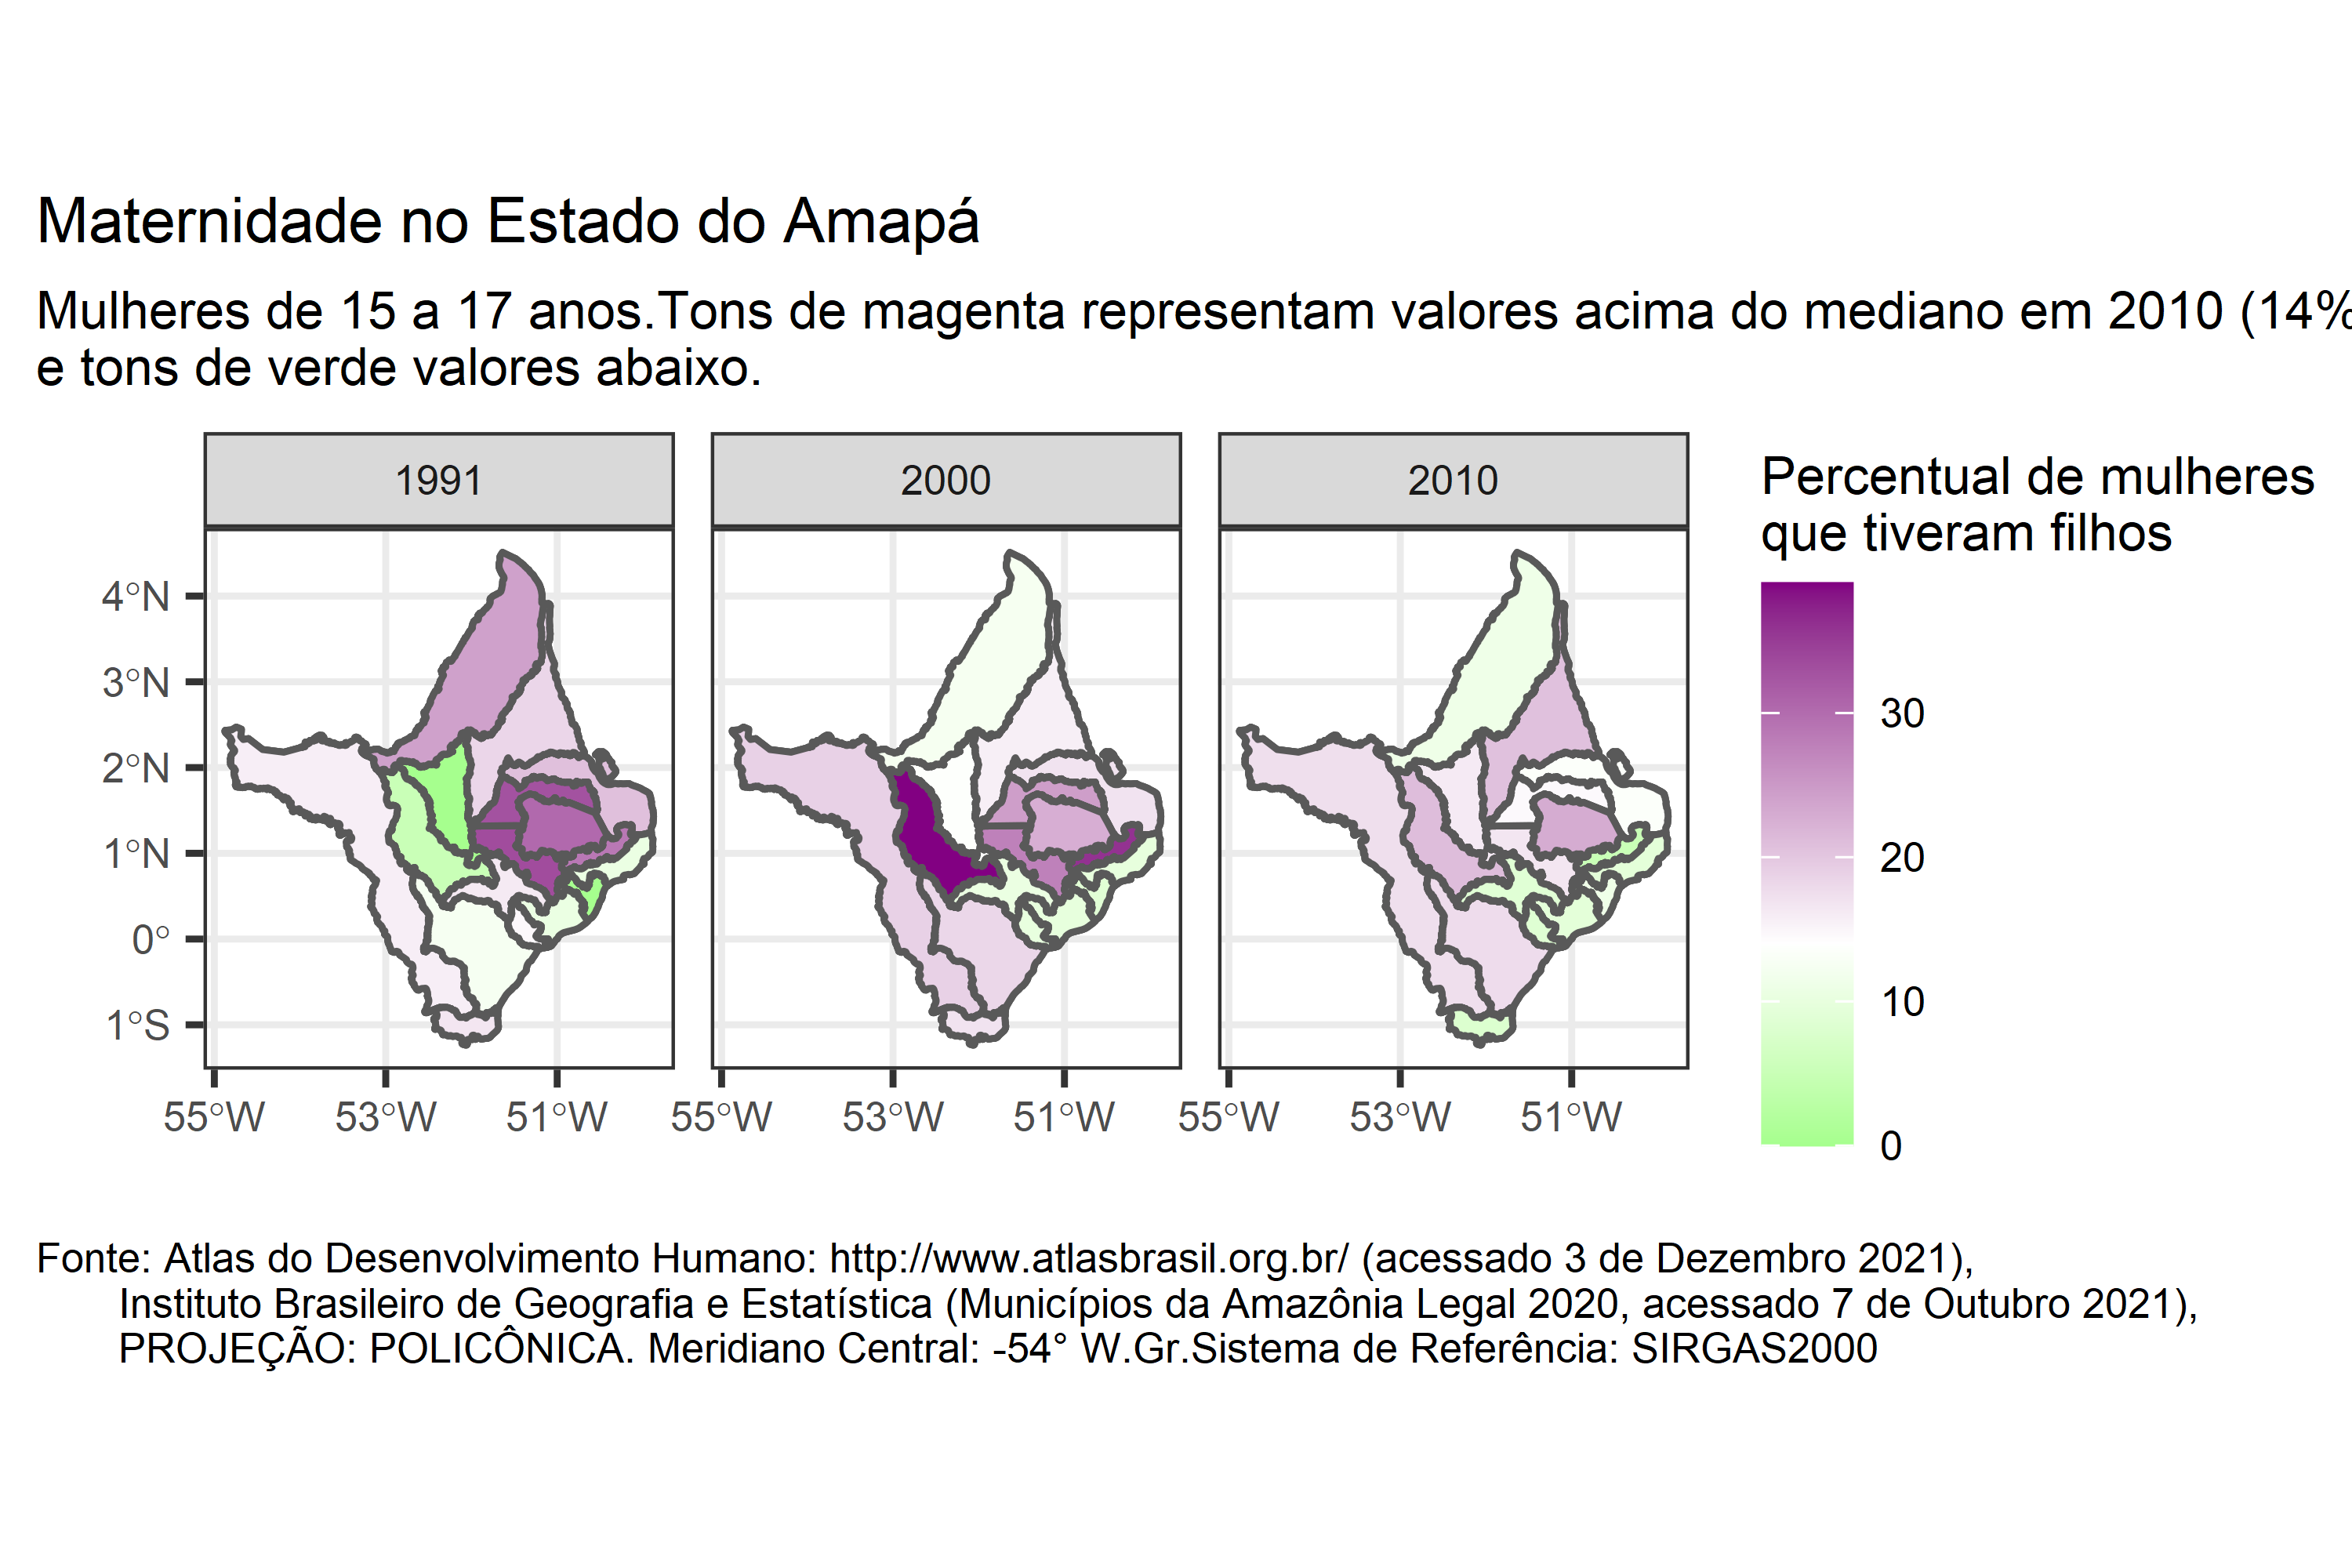 Maternidade no Estado do Amapá
Mulheres de 15 a 17 anos.Tons de magenta representam valores acima do mediano em 2010 (14%
e tons de verde valores abaixo.
1991
2000
2010
Percentual de mulheres
que tiveram filhos
30
20
10
0
4°N
3°N
2°N
1°N
0°
1°S
55°W
53°W
51°W
55°W
53°W
51°W
55°W
53°W
51°W
Fonte: Atlas do Desenvolvimento Humano: http://www.atlasbrasil.org.br/ (acessado 3 de Dezembro 2021),
Instituto Brasileiro de Geografia e Estatística (Municípios da Amazônia Legal 2020, acessado 7 de Outubro 2021),
PROJEÇÃO: POLICÔNICA. Meridiano Central: -54° W.Gr.Sistema de Referência: SIRGAS2000